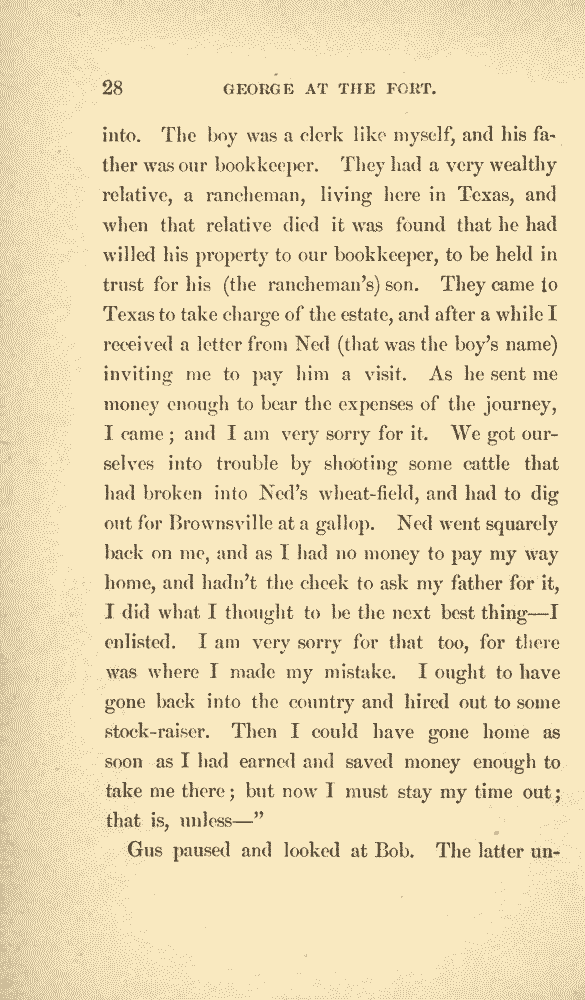 28 GEORGE AT THE FORT.
into. The boy was a clerk like myself, and his fa-
ther was our bookkeeper. They had a very wealthy
relative, a rancheman, living here in Texas, and
when that relative died it was found that he had
willed his property to our bookkeeper, to be held in
trust for his (the rancheman's) son. They came to
Texas to take charge of the estate, and after a while I
received a letter from Ned (that was the boy's name)
inviting me to pay him a visit. As he sent me
money enough to bear the expenses of the journey,
I came; and I am very sorry for it. We got our-
selves into trouble by shooting some cattle that
had broken into Ned's wheat-field, and had to dig
out for Brownsville at a gallop. Ned went squarely
back on me, and as I had no money to pay my way
home, and hadn't the cheek to ask my father for it,
I did what I thought to be the next best thing—I
enlisted. I am very sorry for that too, for there
was where I made my mistake. I ought to have
gone back into the country and hired out to some
stock-raiser. Then I could have gone home as
soon as I had earned and saved money enough to
take me there; but now I must stay my time out;
that is, unless—"
Gus paused and looked at Bob. The latter un-